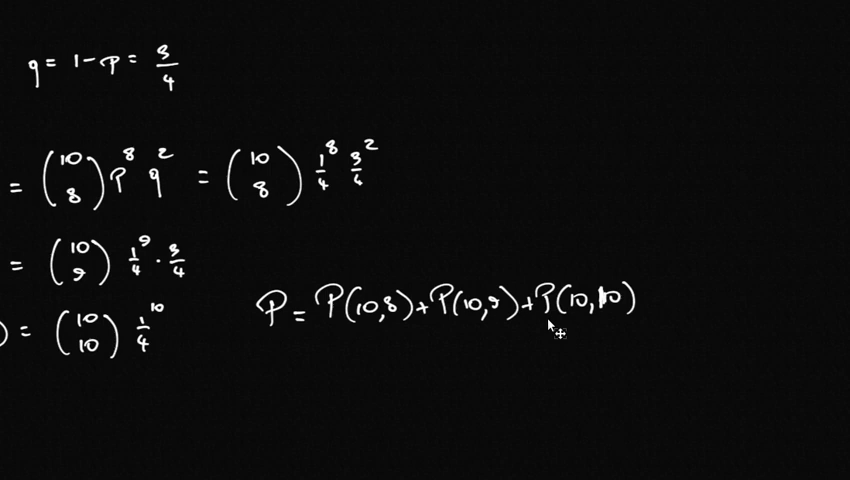 q = 1 - p = 3/4
= (10 8) p^8 q^2 = (10 8) 1/4^8 3/4^2
= (10 9) 1/4^9 · 3/4
P = P(10,8) + P(10,9) + P(10,10)
) = (10 10) 1/4^10